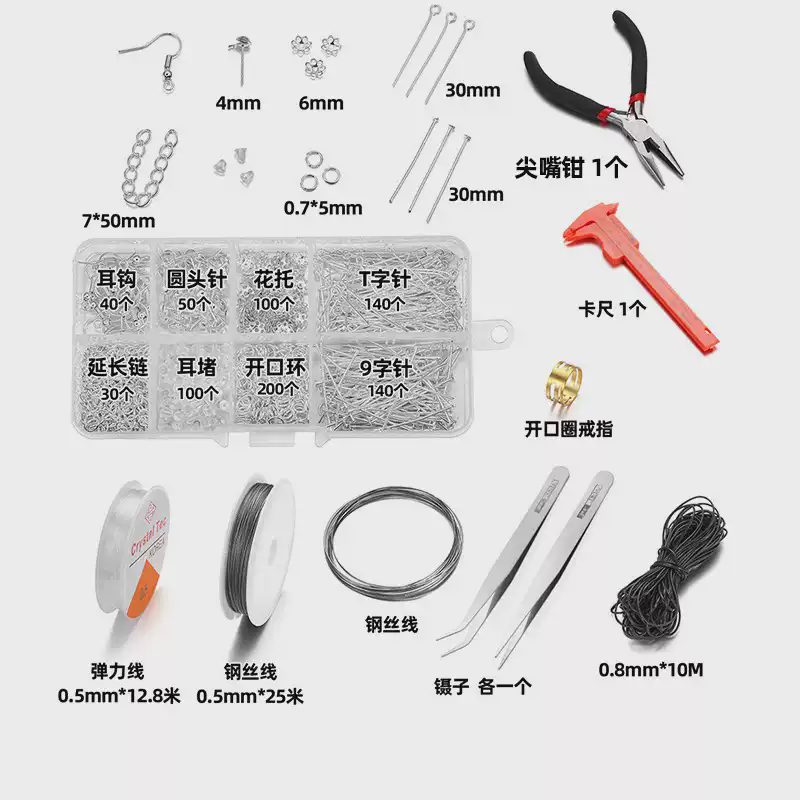 4mm
6mm
30mm
7*50mm
0.7*5mm
30mm
尖嘴钳 1个
耳钩
40个
圆头针
50个
花托
100个
T字针
140个
卡尺 1个
延长链
30个
耳堵
100个
开口环
200个
9字针
140个
开口圈戒指
Crystal Tec
KOREA
弹力线
0.5mm*12.8米
钢丝线
0.5mm*25米
钢丝线
镊子 各一个
0.8mm*10M